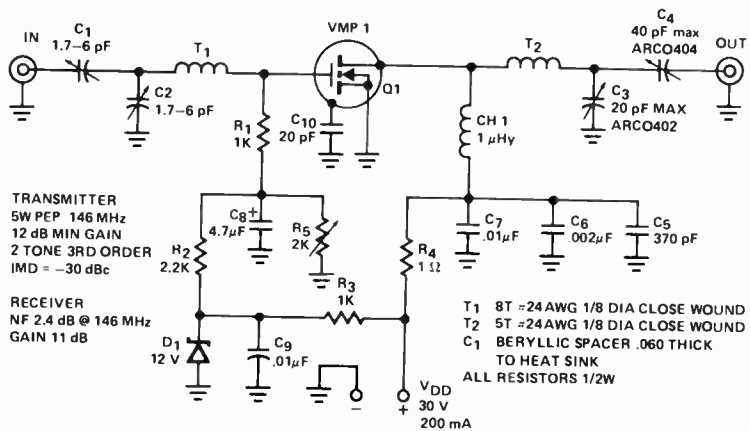 IN
C1
1.7–6 pF
T1
VMP 1
Q1
T2
C4
40 pF max
ARCO404
OUT
C2
1.7–6 pF
R1
1K
C10
20 pF
CH 1
1 μHy
C3
20 pF MAX
ARCO402
TRANSMITTER
5W PEP 146 MHz
12 dB MIN GAIN
2 TONE 3RD ORDER
IMD = –30 dBc
RECEIVER
NF 2.4 dB @ 146 MHz
GAIN 11 dB
R2
2.2K
C8 +
4.7μF
R5
2K
R3
1K
R4
1 Ω
C7
.01μF
C6
.002μF
C5
370 pF
D1
12 V
C9
.01μF
–
+
VDD
30 V
200 mA
T1 8T =24 AWG 1/8 DIA CLOSE WOUND
T2 5T =24 AWG 1/8 DIA CLOSE WOUND
C1 BERYLLIC SPACER .060 THICK
TO HEAT SINK
ALL RESISTORS 1/2W